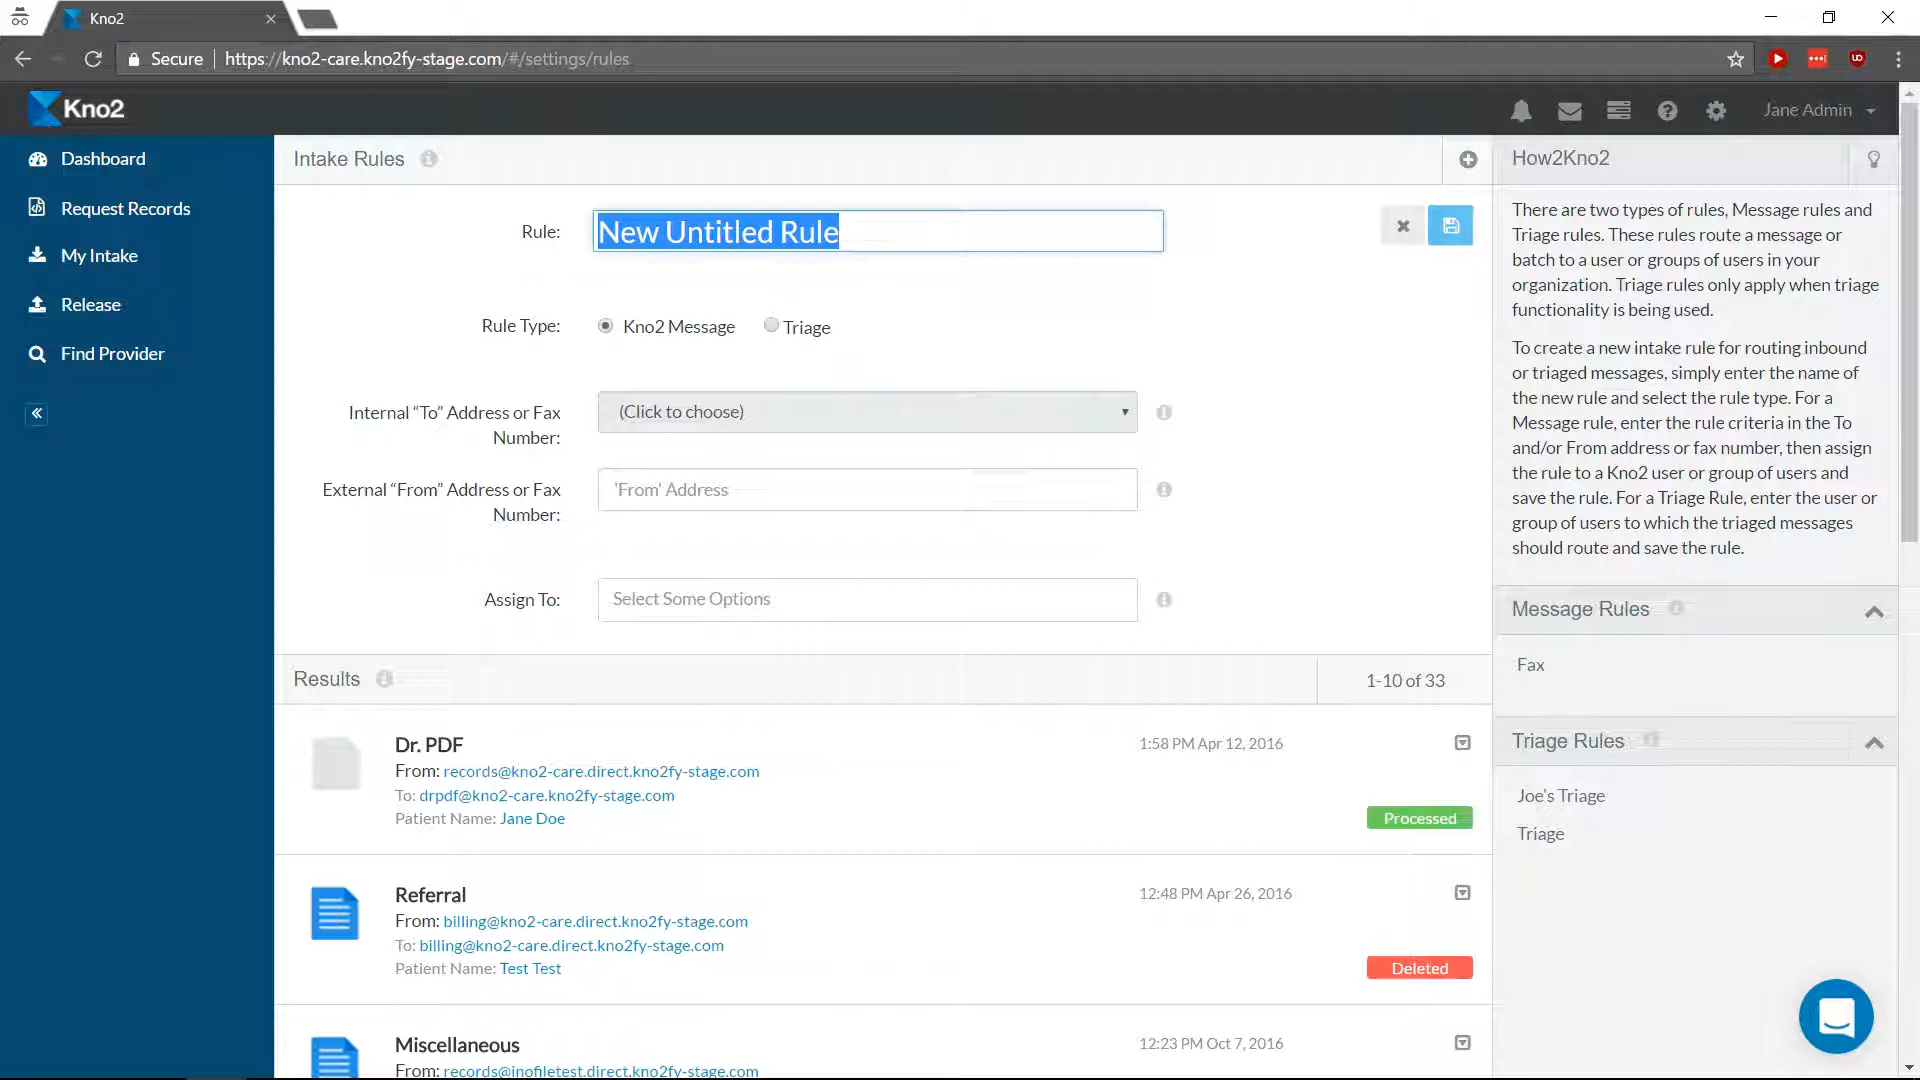 Kno2
Secure
https://kno2-care.kno2fy-stage.com/#/settings/rules
Kno2
Jane Admin
Dashboard
Request Records
My Intake
Release
Find Provider
Intake Rules
Rule:
New Untitled Rule
Rule Type:
Kno2 Message
Triage
Internal “To” Address or Fax
Number:
(Click to choose)
External “From” Address or Fax
Number:
'From' Address
Assign To:
Select Some Options
Results
1-10 of 33
Dr. PDF
1:58 PM Apr 12, 2016
From: records@kno2-care.direct.kno2fy-stage.com
To: drpdf@kno2-care.kno2fy-stage.com
Patient Name: Jane Doe
Processed
Referral
12:48 PM Apr 26, 2016
From: billing@kno2-care.direct.kno2fy-stage.com
To: billing@kno2-care.direct.kno2fy-stage.com
Patient Name: Test Test
Deleted
Miscellaneous
12:23 PM Oct 7, 2016
From: records@inofiletest.direct.kno2fy-stage.com
How2Kno2
There are two types of rules, Message rules and
Triage rules. These rules route a message or
batch to a user or groups of users in your
organization. Triage rules only apply when triage
functionality is being used.
To create a new intake rule for routing inbound
or triaged messages, simply enter the name of
the new rule and select the rule type. For a
Message rule, enter the rule criteria in the To
and/or From address or fax number, then assign
the rule to a Kno2 user or group of users and
save the rule. For a Triage Rule, enter the user or
group of users to which the triaged messages
should route and save the rule.
Message Rules
Fax
Triage Rules
Joe's Triage
Triage